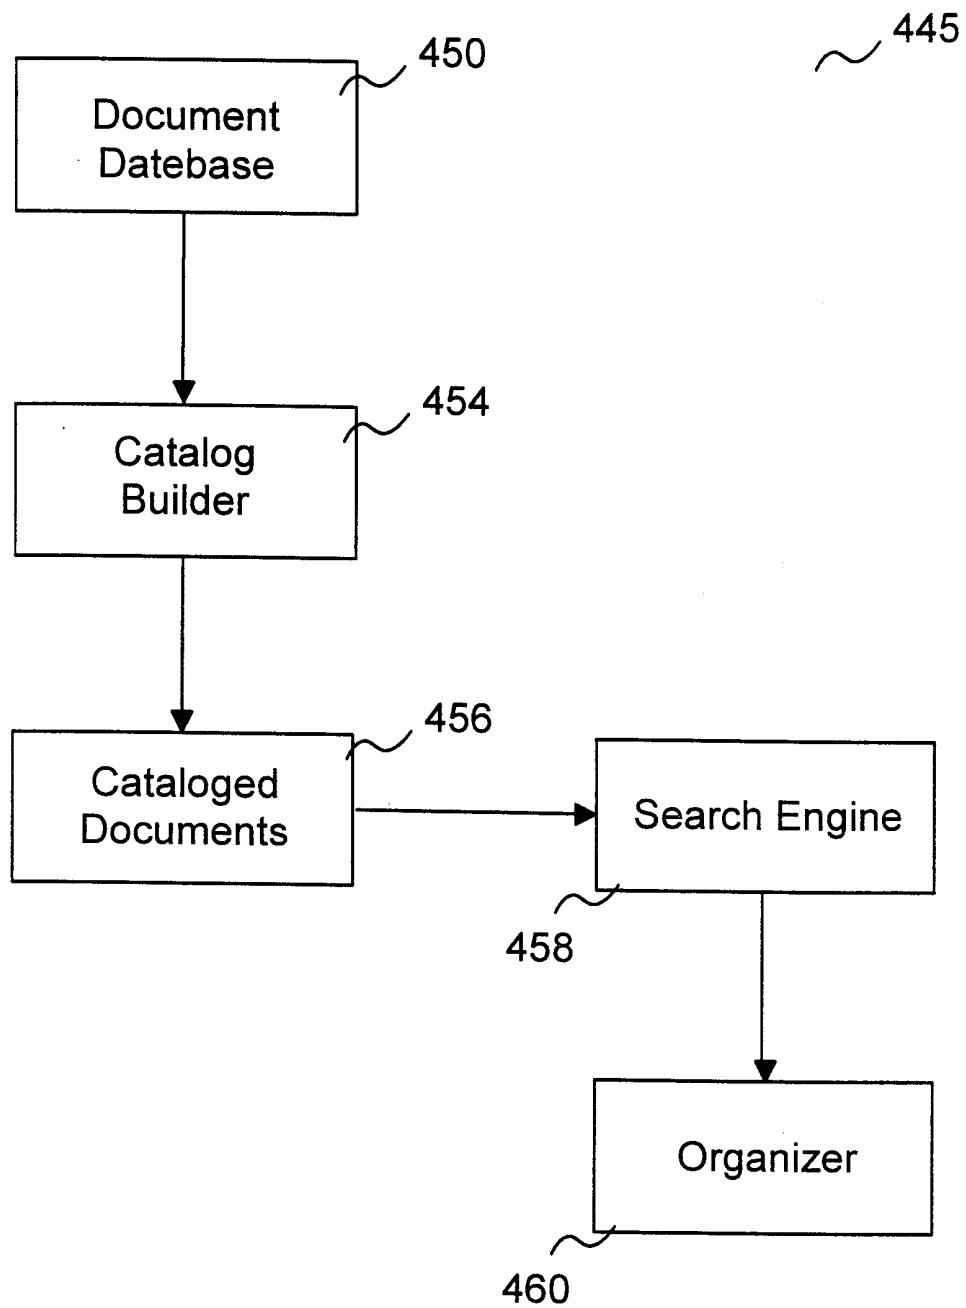 445
450
Document
Datebase
454
Catalog
Builder
456
Cataloged
Documents
Search Engine
458
Organizer
460